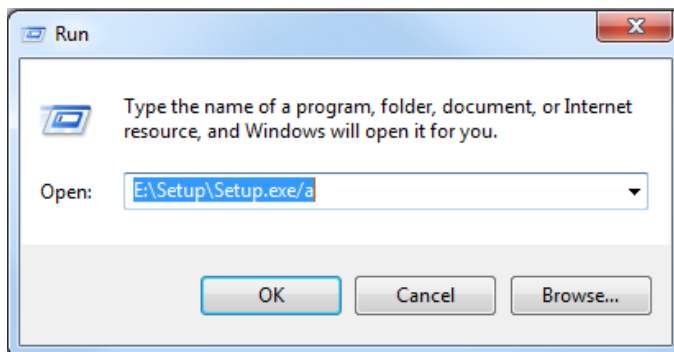 Run
Type the name of a program, folder, document, or Internet
resource, and Windows will open it for you.
Open: E:\Setup\Setup.exe/a
OK Cancel Browse...